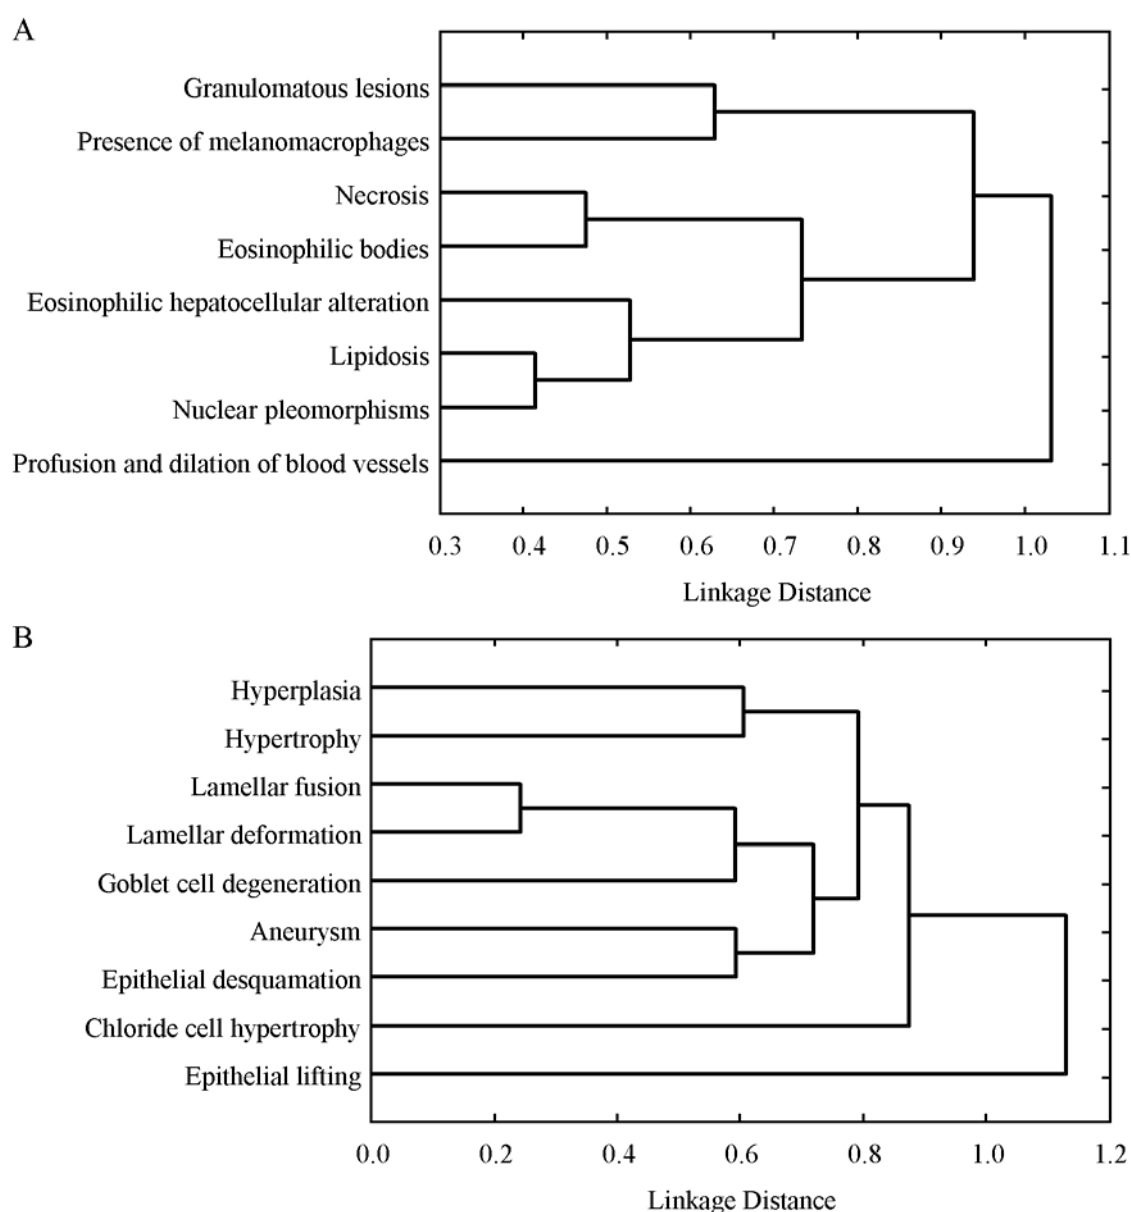 A
Granulomatous lesions
Presence of melanomacrophages
Necrosis
Eosinophilic bodies
Eosinophilic hepatocellular alteration
Lipidosis
Nuclear pleomorphisms
Profusion and dilation of blood vessels
0.3 0.4 0.5 0.6 0.7 0.8 0.9 1.0 1.1
Linkage Distance
B
Hyperplasia
Hypertrophy
Lamellar fusion
Lamellar deformation
Goblet cell degeneration
Aneurysm
Epithelial desquamation
Chloride cell hypertrophy
Epithelial lifting
0.0 0.2 0.4 0.6 0.8 1.0 1.2
Linkage Distance